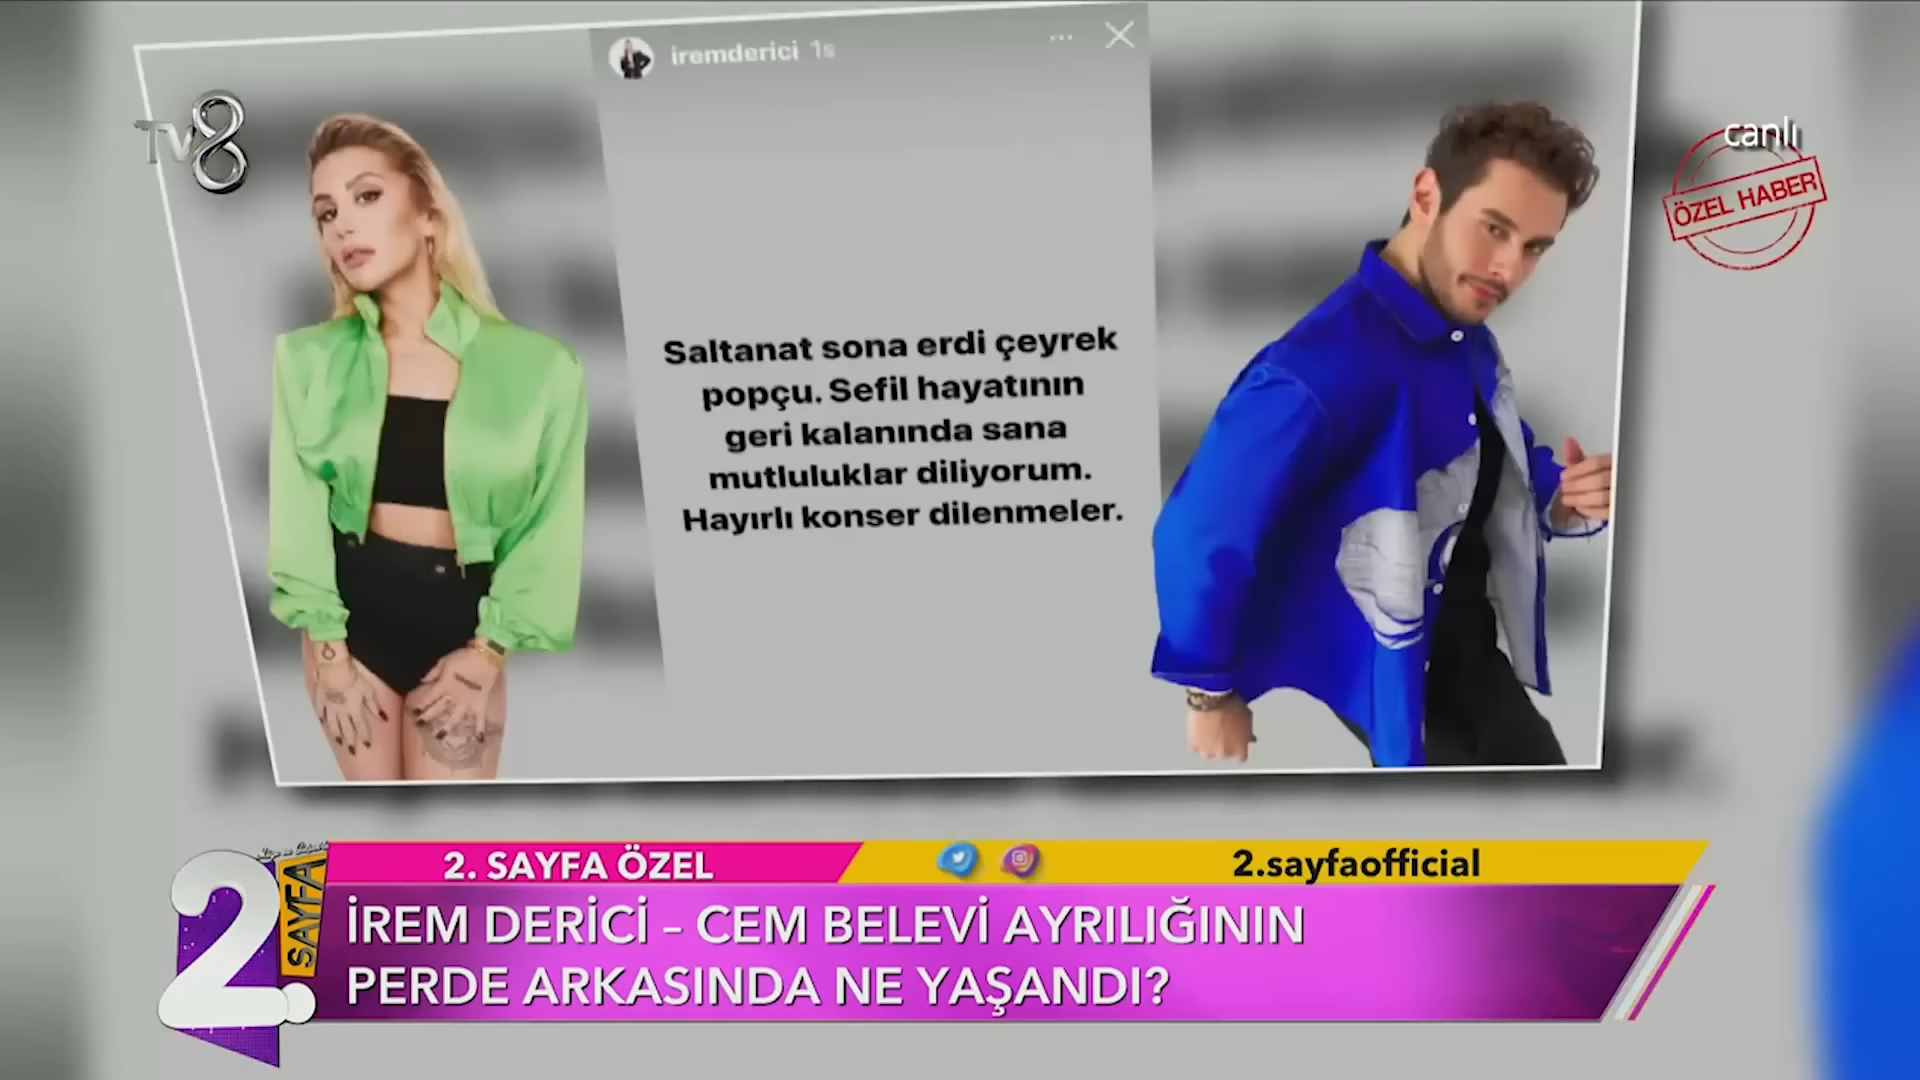 iremderici 1s
TV8
canlı
ÖZEL HABER
Saltanat sona erdi çeyrek
popçu. Sefil hayatının
geri kalanında sana
mutluluklar diliyorum.
Hayırlı konser dilenmeler.
2. SAYFA
2. SAYFA ÖZEL
2.sayfaofficial
İREM DERİCİ – CEM BELEVİ AYRILIĞININ
PERDE ARKASINDA NE YAŞANDI?